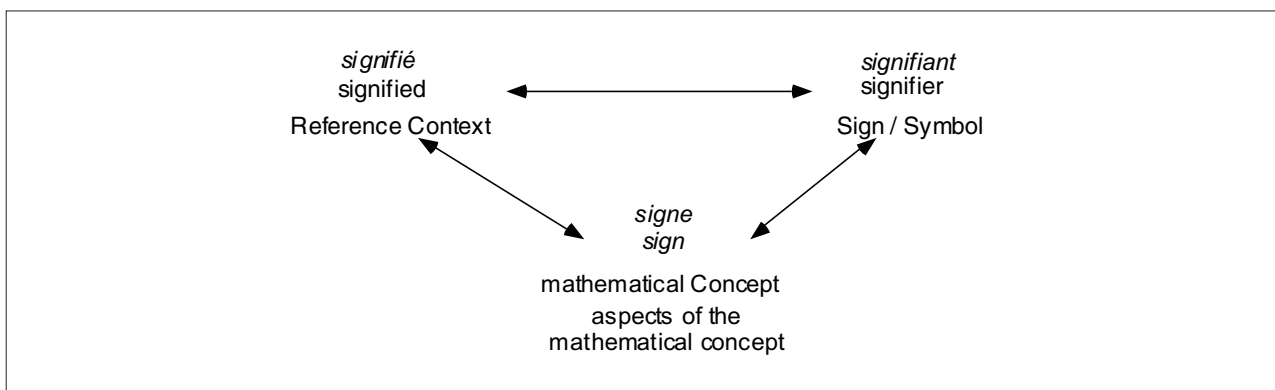 signifié
signified
Reference Context
signifiant
signifier
Sign / Symbol
signe
sign
mathematical Concept
aspects of the
mathematical concept